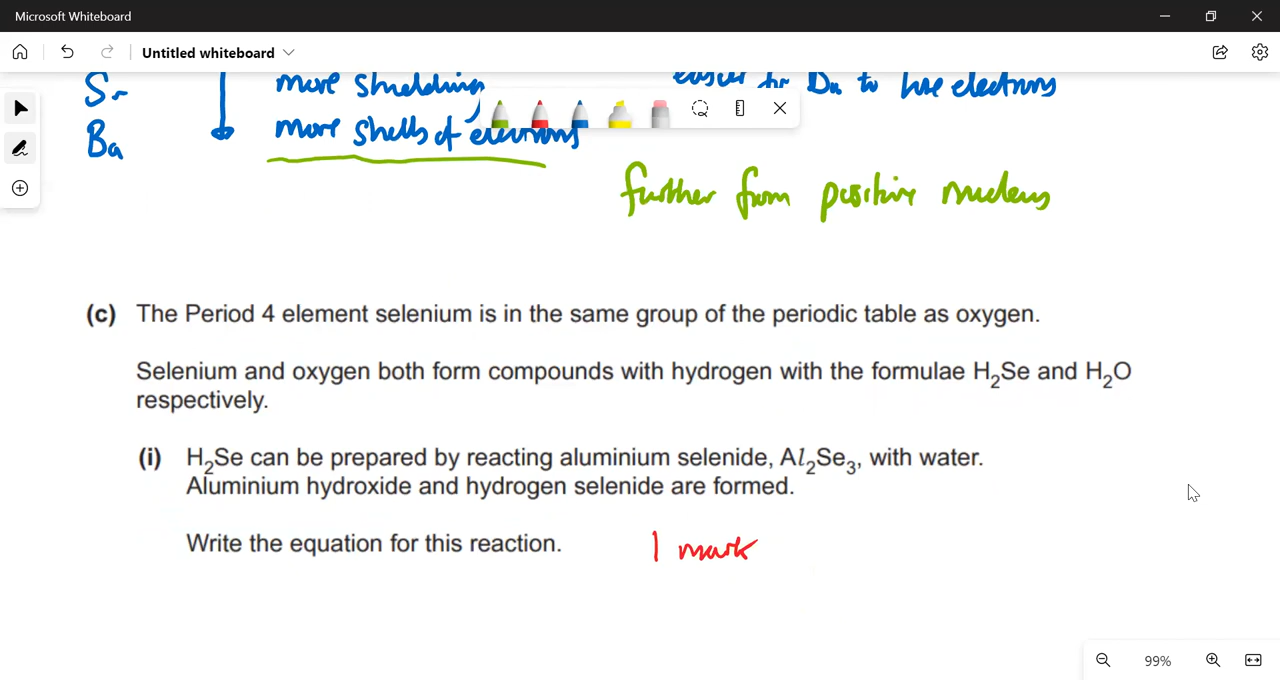 Microsoft Whiteboard
Untitled whiteboard
Sr more shielding easier for Ba to lose electrons
Ba more shells of electrons
further from positive nucleus
(c) The Period 4 element selenium is in the same group of the periodic table as oxygen.
Selenium and oxygen both form compounds with hydrogen with the formulae H₂Se and H₂O
respectively.
(i) H₂Se can be prepared by reacting aluminium selenide, Al₂Se₃, with water.
Aluminium hydroxide and hydrogen selenide are formed.
Write the equation for this reaction. 1 mark
99%